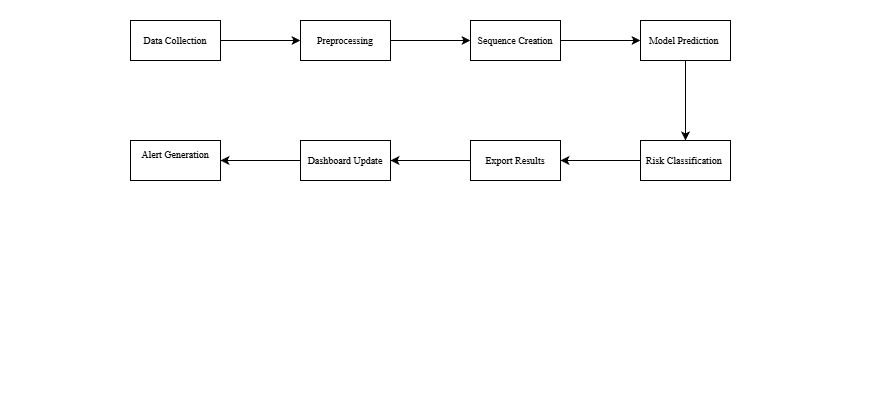 Data Collection
Preprocessing
Sequence Creation
Model Prediction
Alert Generation
Dashboard Update
Export Results
Risk Classification